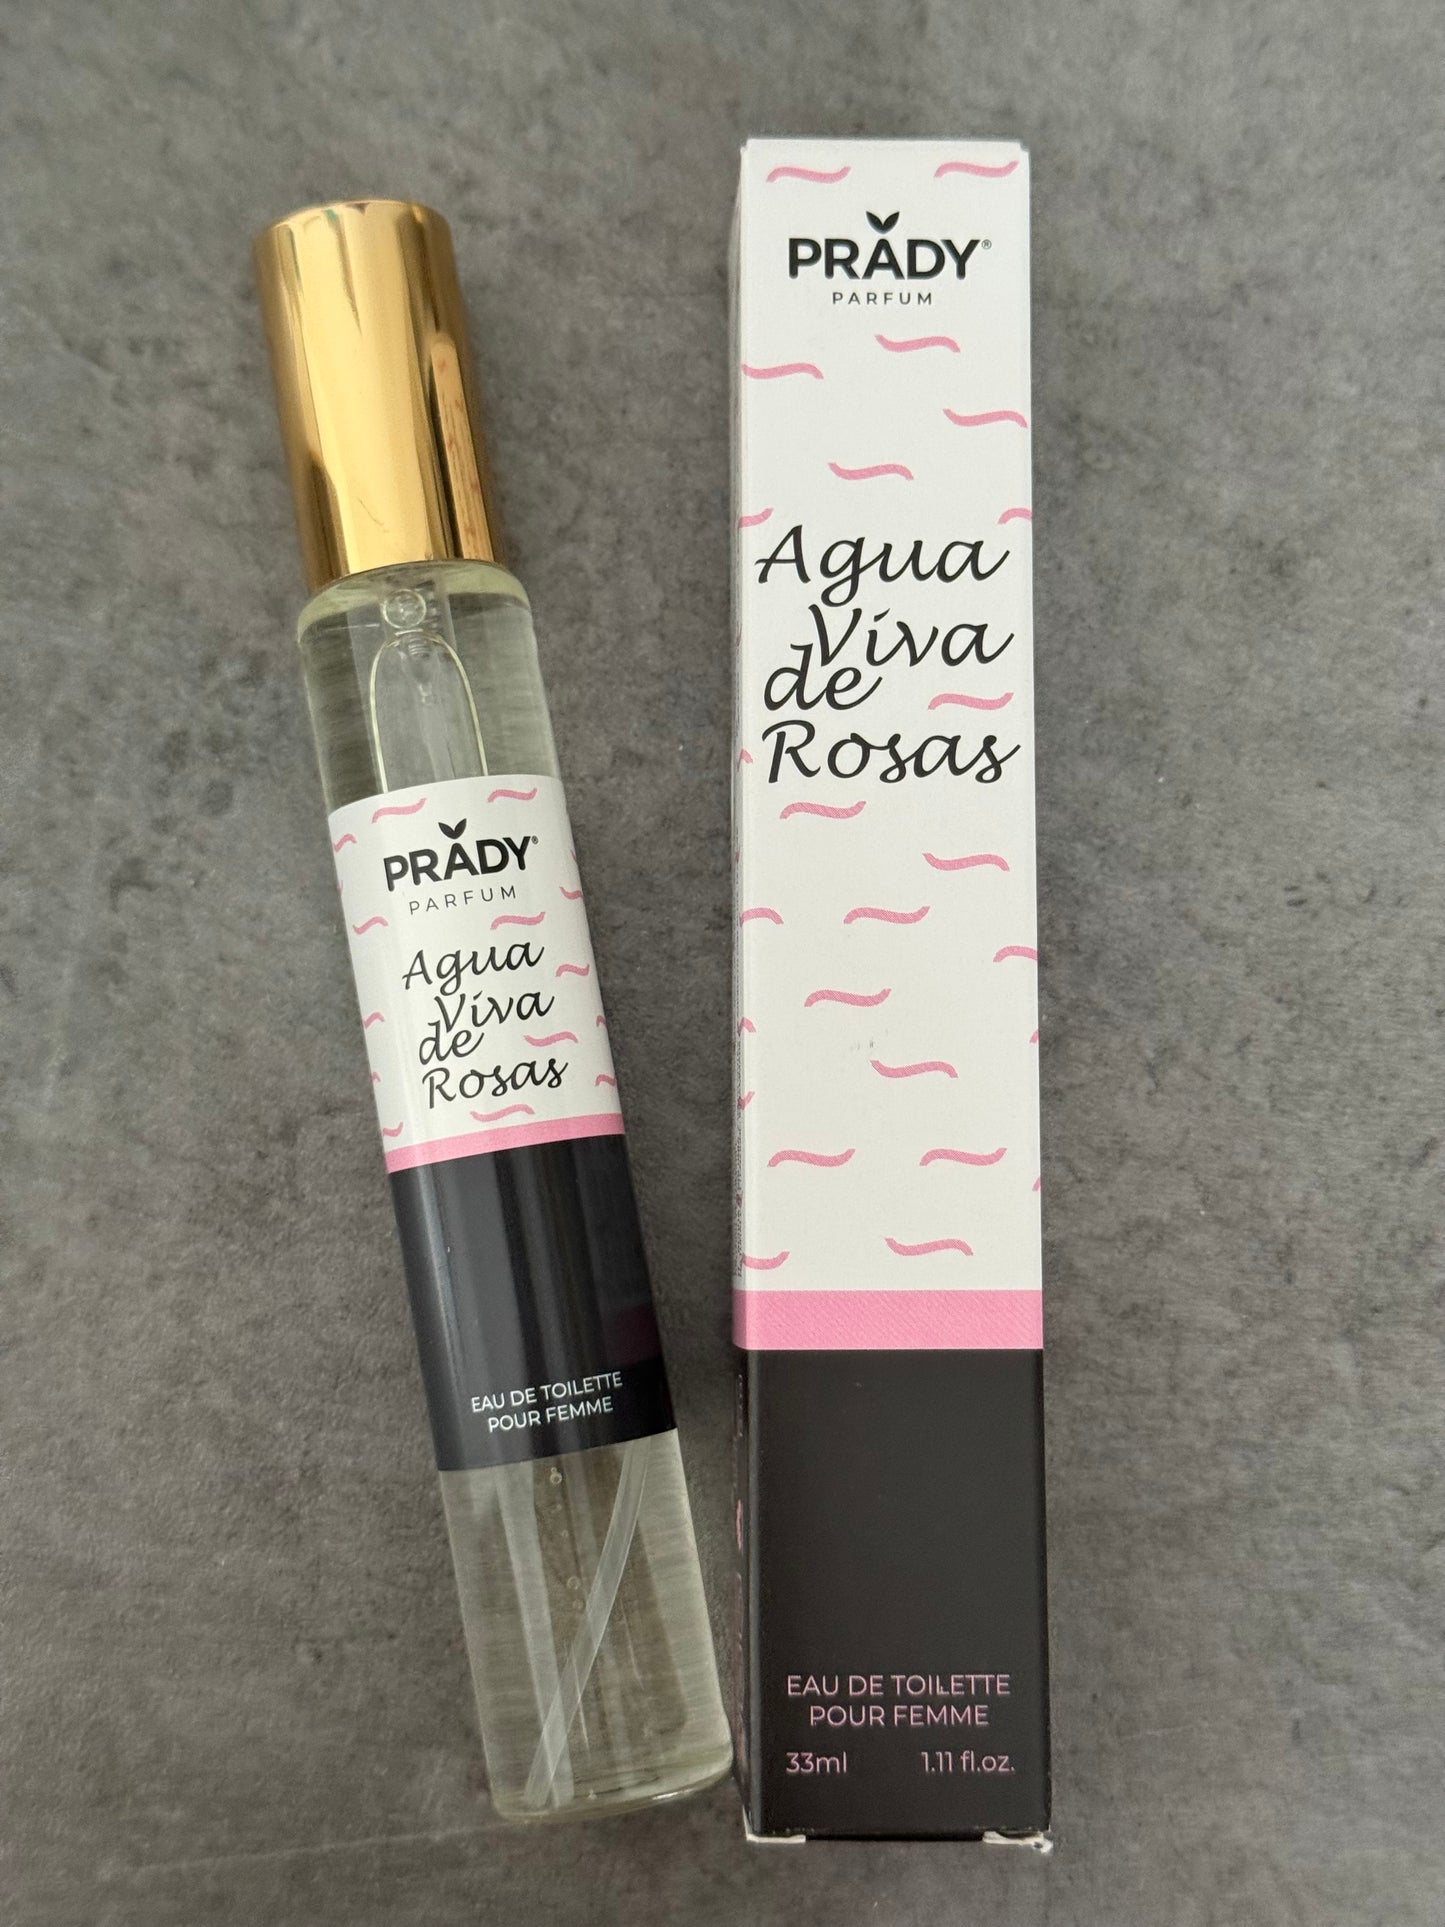 PRADY®
PARFUM
Agua
Viva
de
Rosas
EAU DE TOILETTE
POUR FEMME
PRADY®
PARFUM
Agua
Viva
de
Rosas
EAU DE TOILETTE
POUR FEMME
33ml 1.11 fl.oz.